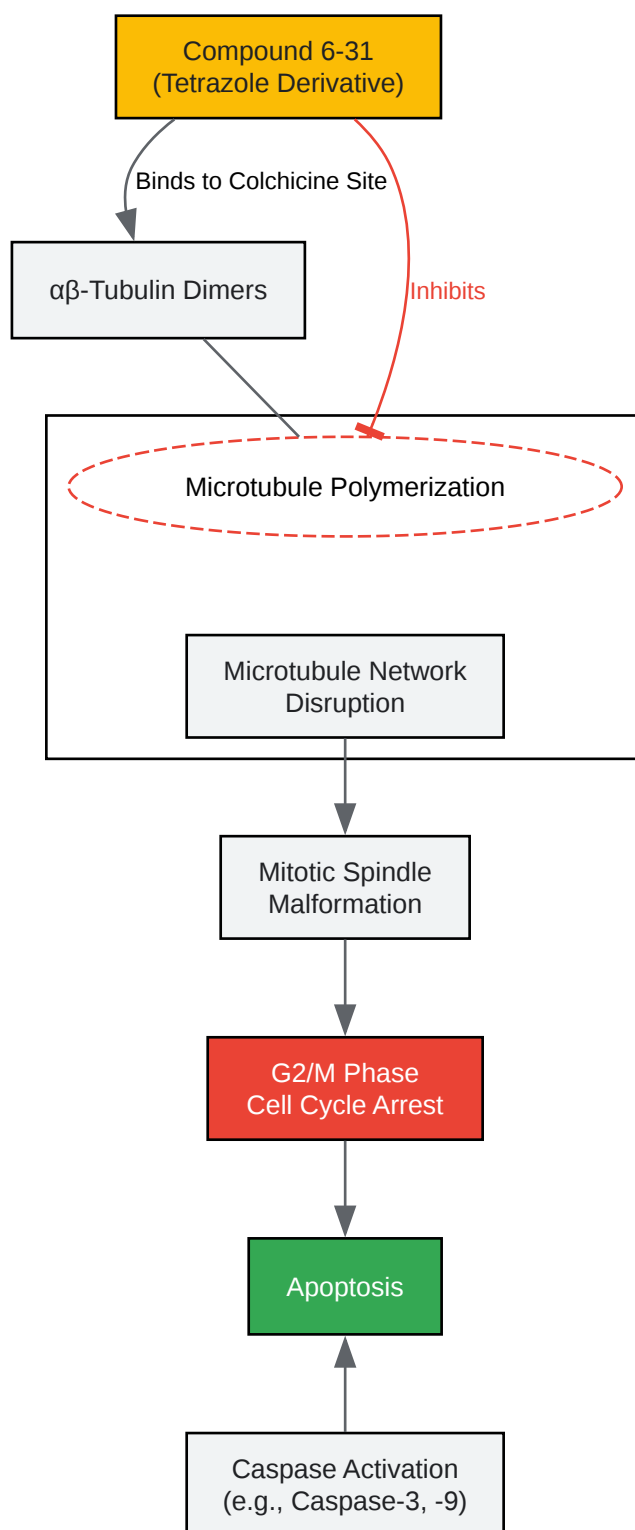 Compound 6-31
(Tetrazole Derivative)
Binds to Colchicine Site
αβ-Tubulin Dimers
Inhibits
Microtubule Polymerization
Microtubule Network
Disruption
Mitotic Spindle
Malformation
G2/M Phase
Cell Cycle Arrest
Apoptosis
Caspase Activation
(e.g., Caspase-3, -9)